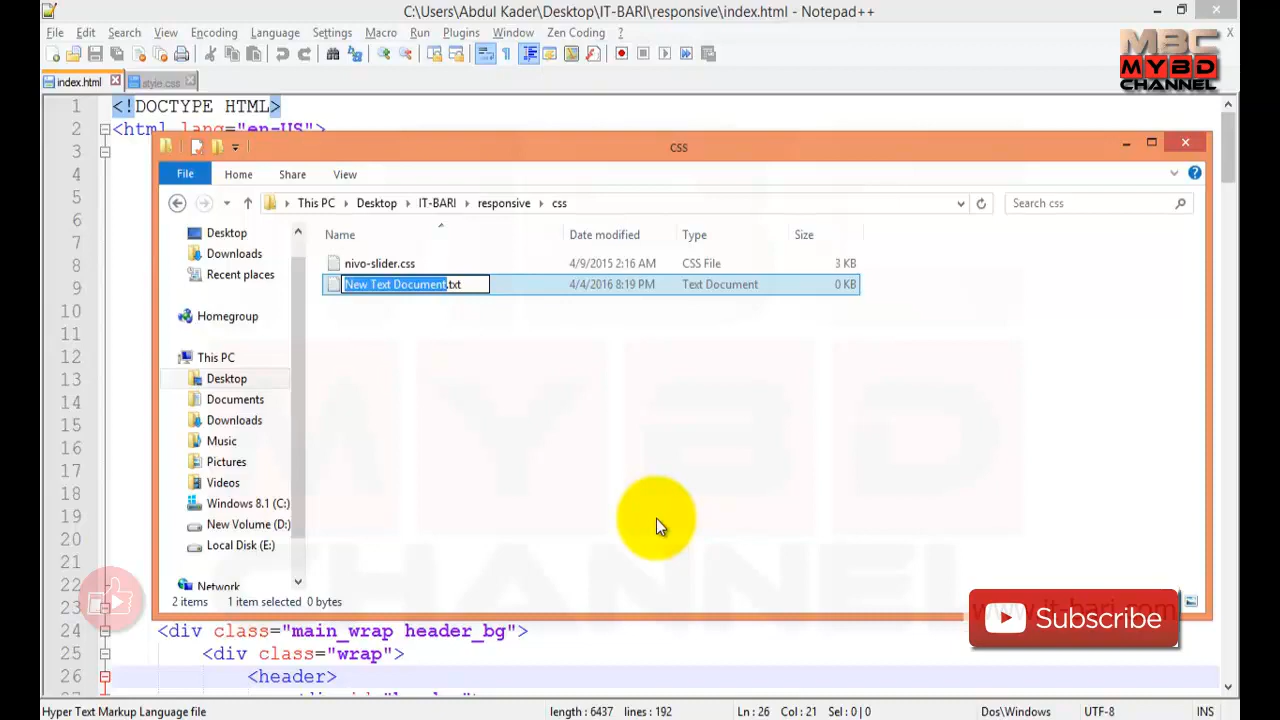 C:\Users\Abdul Kader\Desktop\IT-BARI\responsive\index.html - Notepad++
File Edit Search View Encoding Language Settings Macro Run Plugins Window Zen Coding ? X
MBC
MYBD
CHANNEL
index.html style.css
1 <!DOCTYPE HTML>
2 <html lang="en-US">
3
4
5
6
7
8
9
10
11
12
13
14
15
16
17
18
19
20
21
22
23
24 <div class="main_wrap header_bg">
25 <div class="wrap">
26 <header>
css
File Home Share View
This PC Desktop IT-BARI responsive css
Search css
Name Date modified Type Size
nivo-slider.css 4/9/2015 2:16 AM CSS File 3 KB
New Text Document.txt 4/4/2016 8:19 PM Text Document 0 KB
Desktop
Downloads
Recent places
Homegroup
This PC
Desktop
Documents
Downloads
Music
Pictures
Videos
Windows 8.1 (C:)
New Volume (D:)
Local Disk (E:)
Network
2 items 1 item selected 0 bytes
MYBD
CHANNEL
www.it-bari.com
Subscribe
Hyper Text Markup Language file length : 6437 lines : 192 Ln : 26 Col : 21 Sel : 0 | 0 Dos\Windows UTF-8 INS